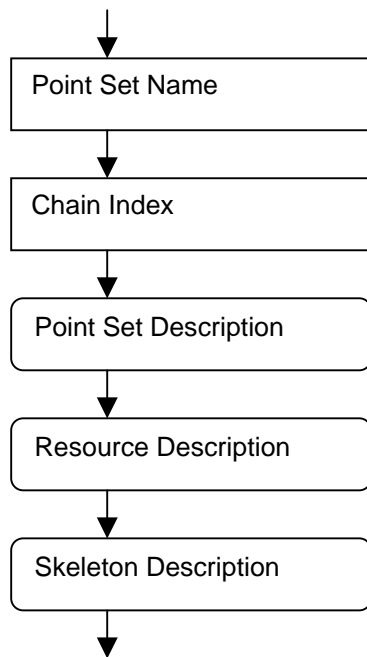 Point Set Name
Chain Index
Point Set Description
Resource Description
Skeleton Description